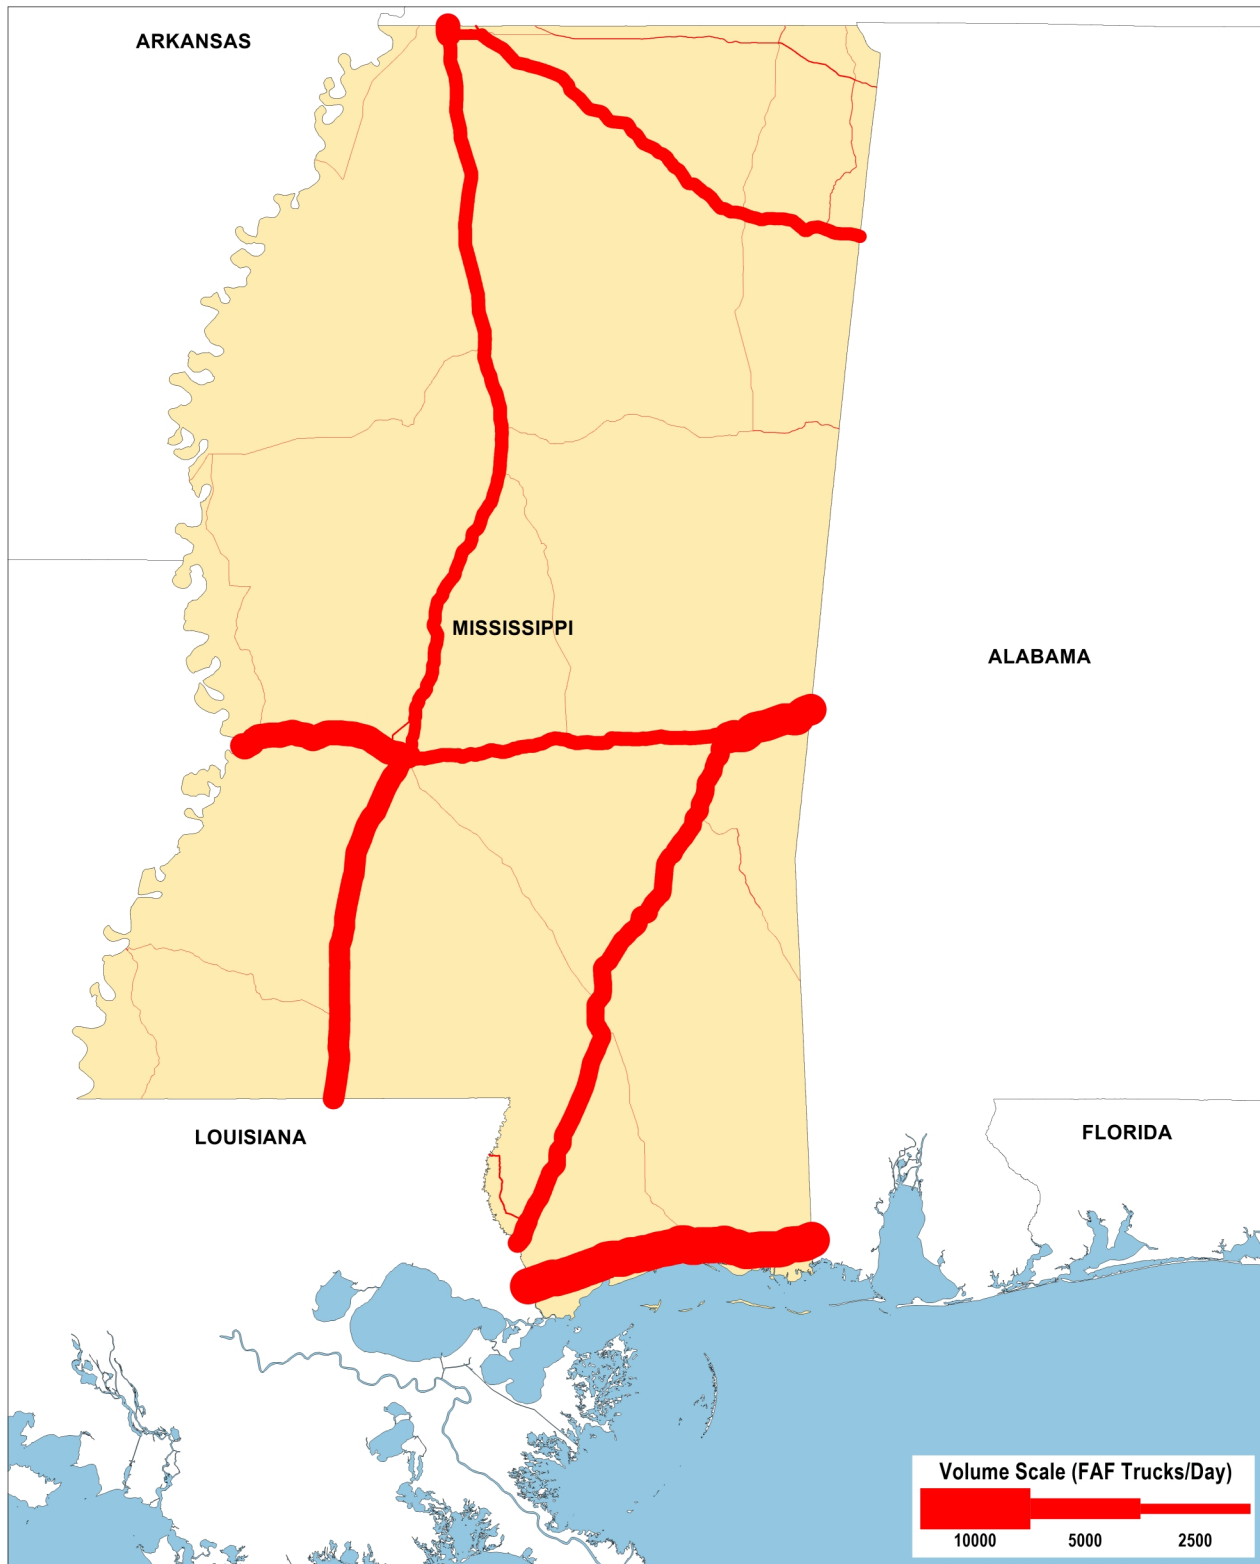 ARKANSAS
MISSISSIPPI
ALABAMA
LOUISIANA
FLORIDA
Volume Scale (FAF Trucks/Day)
10000 5000 2500